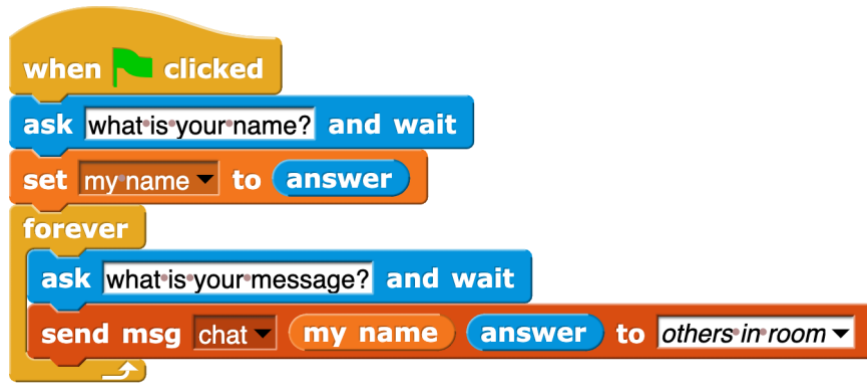 when clicked
ask what is your name? and wait
set my name to answer
forever
ask what is your message? and wait
send msg chat my name answer to others in room